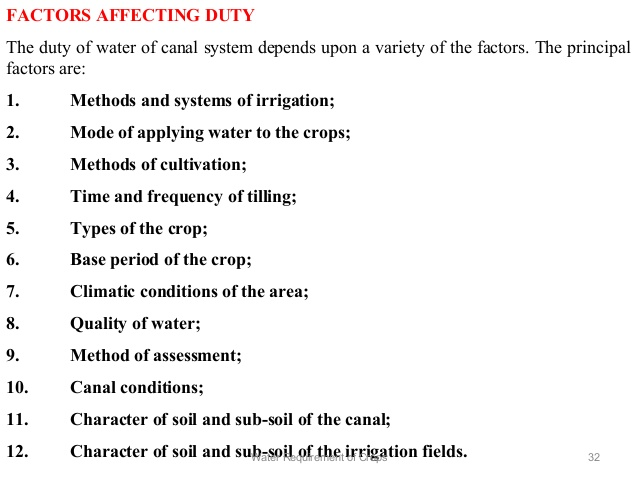 FACTORS AFFECTING DUTY
The duty of water of canal system depends upon a variety of the factors. The principal
factors are:
1. Methods and systems of irrigation;
2. Mode of applying water to the crops;
3. Methods of cultivation;
4. Time and frequency of tilling;
5. Types of the crop;
6. Base period of the crop;
7. Climatic conditions of the area;
8. Quality of water;
9. Method of assessment;
10. Canal conditions;
11. Character of soil and sub-soil of the canal;
12. Character of soil and sub-soil of the irrigation fields.
Water Requirement of Crops 32